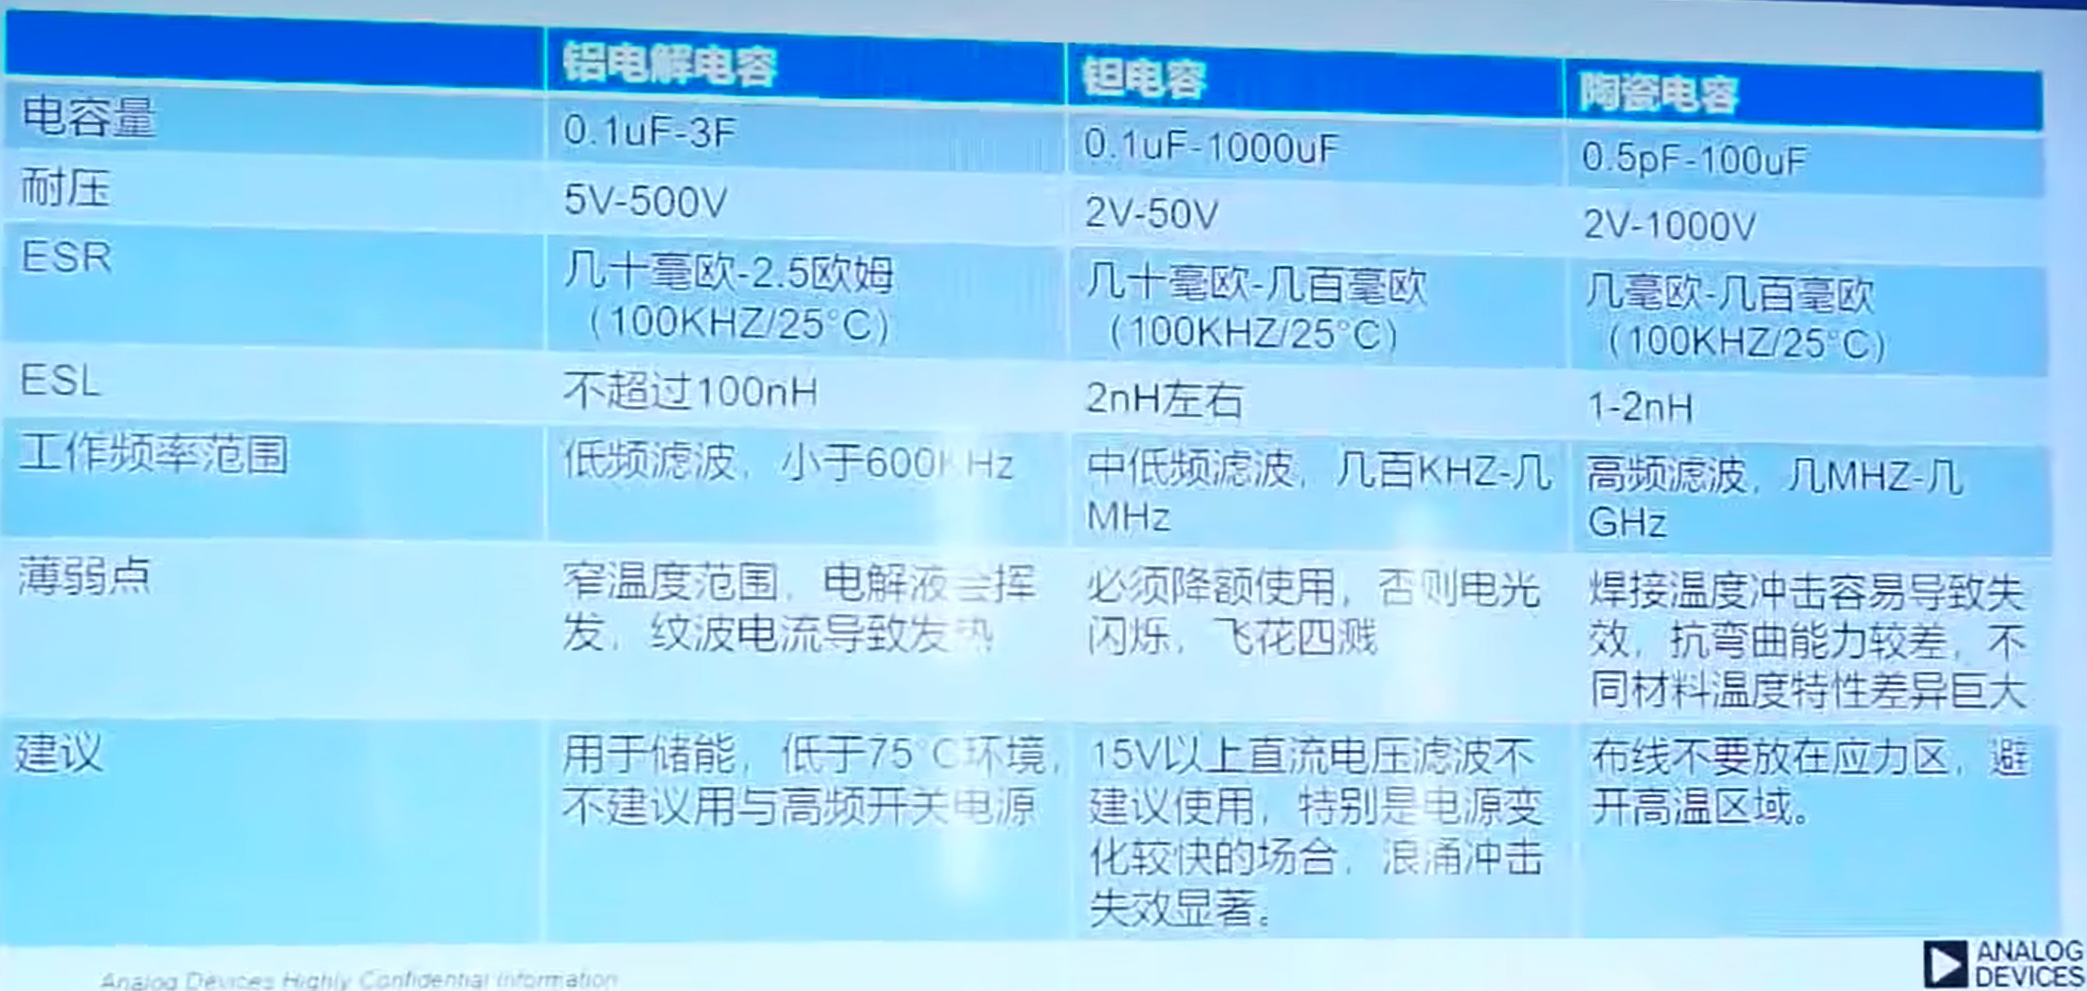 铝电解电容
钽电容
陶瓷电容
电容量
0.1uF-3F
0.1uF-1000uF
0.5pF-100uF
耐压
5V-500V
2V-50V
2V-1000V
ESR
几十毫欧-2.5欧姆
（100KHZ/25°C）
几十毫欧-几百毫欧
（100KHZ/25°C）
几毫欧-几百毫欧
（100KHZ/25°C）
ESL
不超过100nH
2nH左右
1-2nH
工作频率范围
低频滤波，小于600KHz
中低频滤波，几百KHZ-几
MHz
高频滤波，几MHZ-几
GHz
薄弱点
窄温度范围，电解液会挥
发，纹波电流导致发热
必须降额使用，否则电光
闪烁，飞花四溅
焊接温度冲击容易导致失
效，抗弯曲能力较差，不
同材料温度特性差异巨大
建议
用于储能，低于75°C环境，
不建议用与高频开关电源
15V以上直流电压滤波不
建议使用，特别是电源变
化较快的场合，浪涌冲击
失效显著。
布线不要放在应力区，避
开高温区域。
Analog Devices Highly Confidential Information
ANALOG
DEVICES